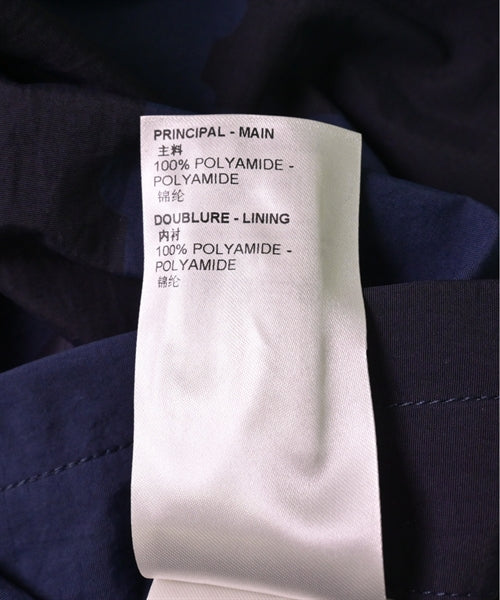 PRINCIPAL - MAIN
主料
100% POLYAMIDE -
POLYAMIDE
锦纶
DOUBLURE - LINING
内衬
100% POLYAMIDE -
POLYAMIDE
锦纶